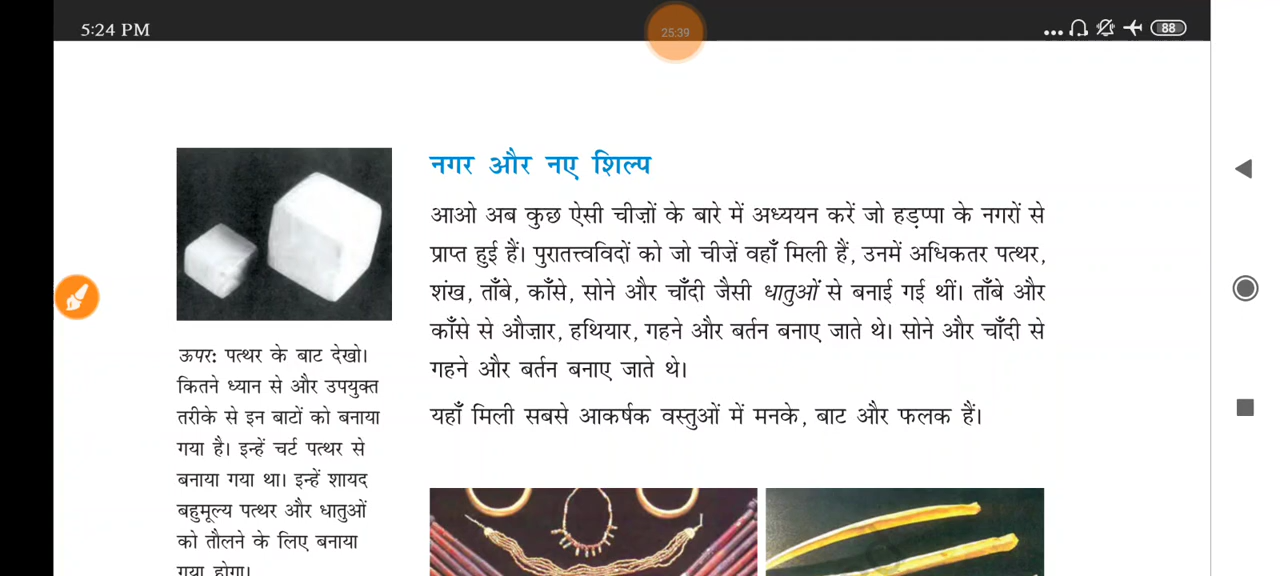 5:24 PM
25:39
88
नगर और नए शिल्प
आओ अब कुछ ऐसी चीज़ों के बारे में अध्ययन करें जो हड़प्पा के नगरों से
प्राप्त हुई हैं। पुरातत्त्वविदों को जो चीज़ें वहाँ मिली हैं, उनमें अधिकतर पत्थर,
शंख, ताँबे, काँसे, सोने और चाँदी जैसी धातुओं से बनाई गई थीं। ताँबे और
काँसे से औज़ार, हथियार, गहने और बर्तन बनाए जाते थे। सोने और चाँदी से
गहने और बर्तन बनाए जाते थे।
यहाँ मिली सबसे आकर्षक वस्तुओं में मनके, बाट और फलक हैं।
ऊपर: पत्थर के बाट देखो।
कितने ध्यान से और उपयुक्त
तरीके से इन बाटों को बनाया
गया है। इन्हें चर्ट पत्थर से
बनाया गया था। इन्हें शायद
बहुमूल्य पत्थर और धातुओं
को तौलने के लिए बनाया
गया होगा।